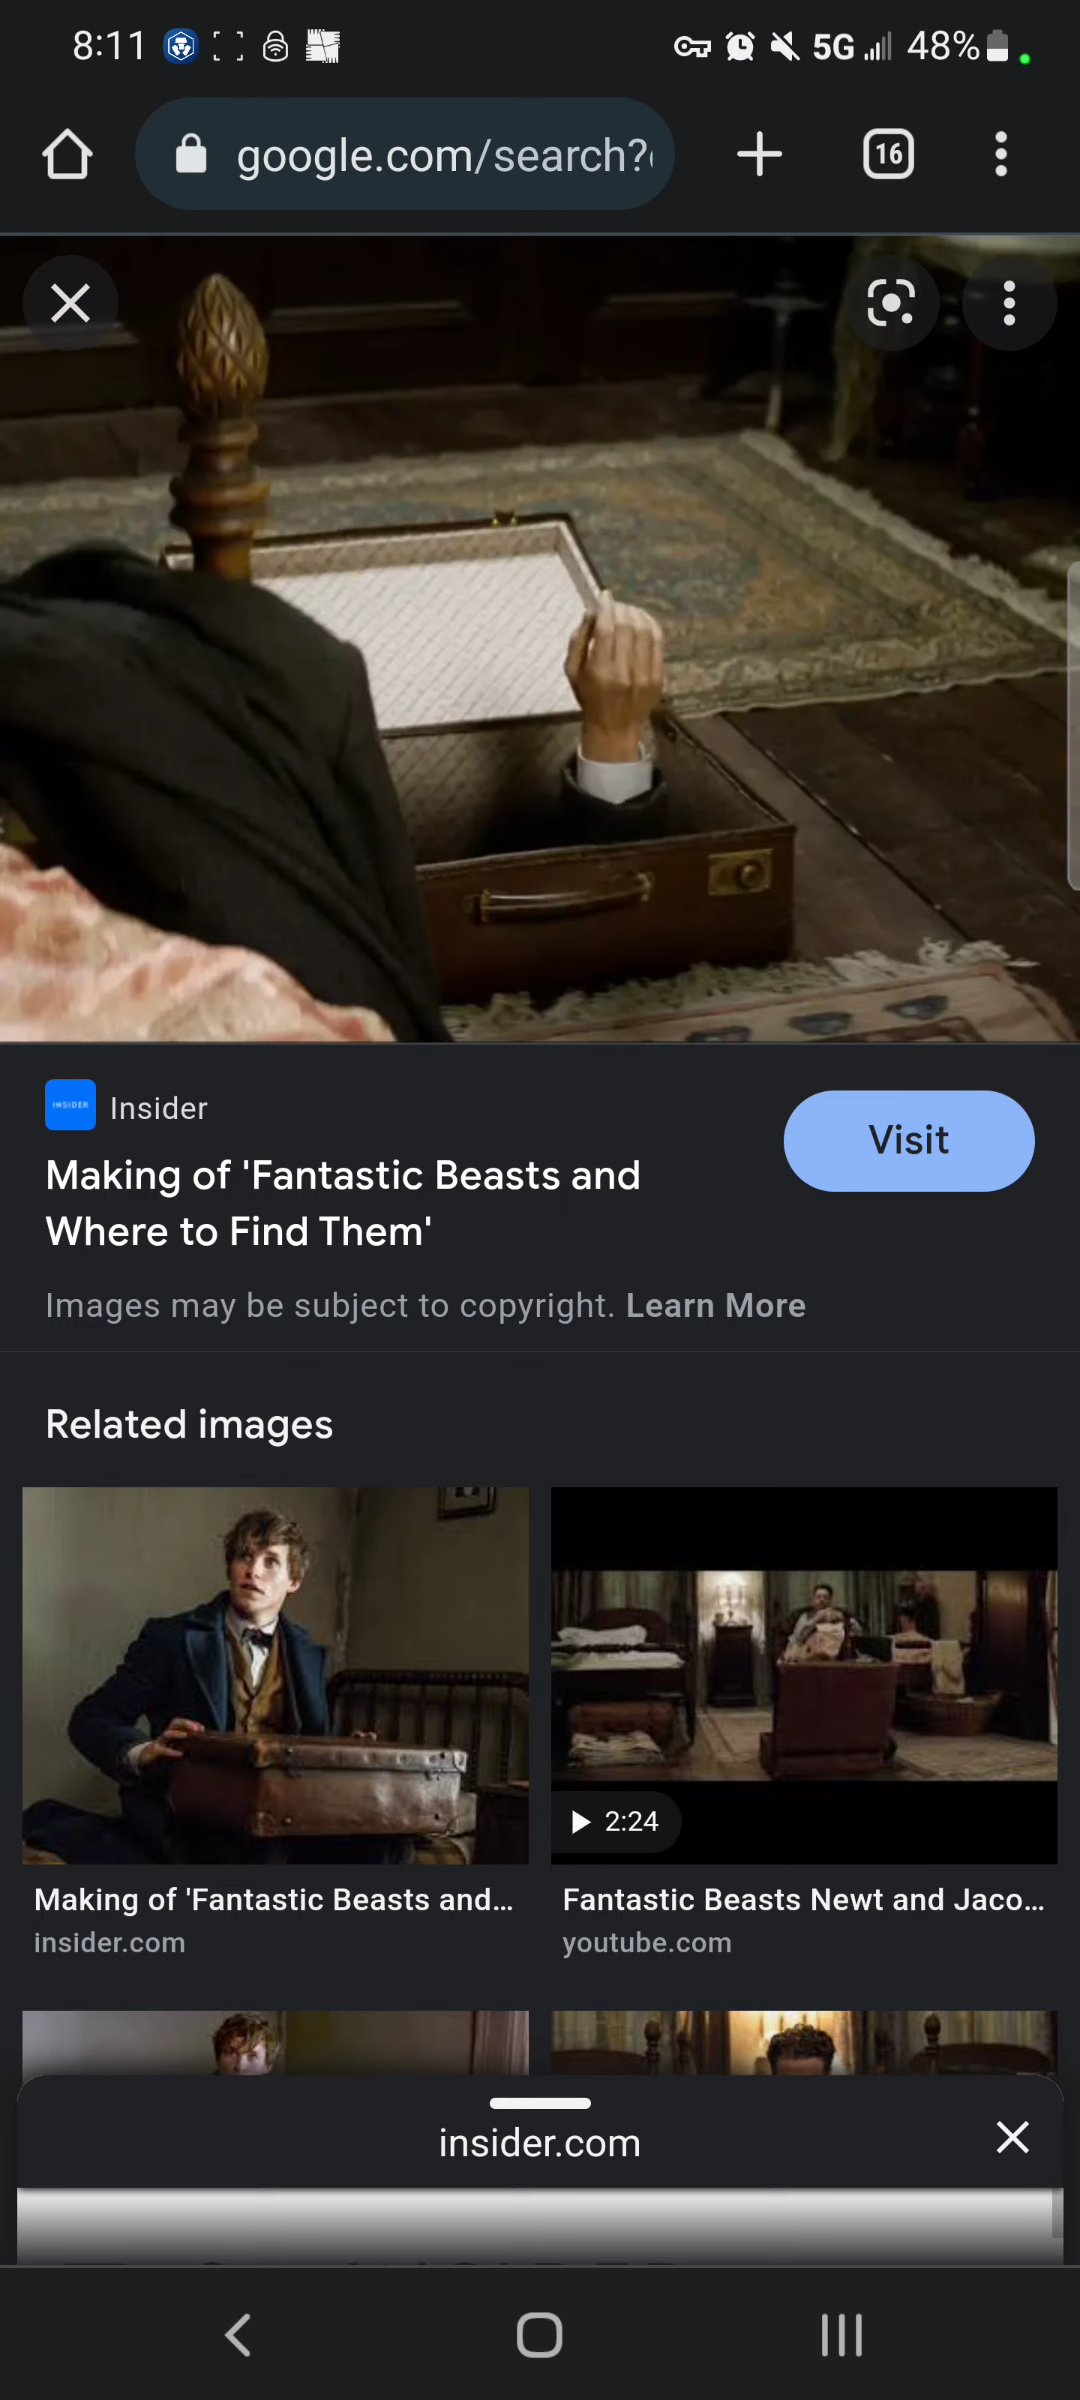 8:11
5G 48%
google.com/search?
16
INSIDER
Insider
Visit
Making of 'Fantastic Beasts and
Where to Find Them'
Images may be subject to copyright. Learn More
Related images
2:24
Making of 'Fantastic Beasts and...
insider.com
Fantastic Beasts Newt and Jaco...
youtube.com
insider.com